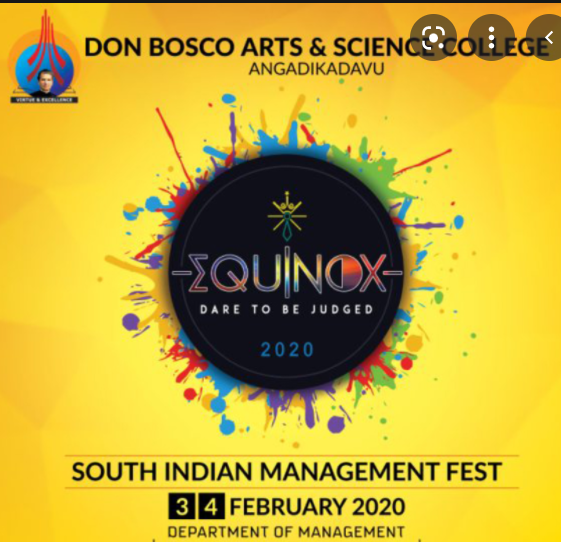 DON BOSCO ARTS & SCIENCE COLLEGE
ANGADIKADAVU
VIRTUE & EXCELLENCE
EQUINOX
DARE TO BE JUDGED
2020
SOUTH INDIAN MANAGEMENT FEST
3 4 FEBRUARY 2020
DEPARTMENT OF MANAGEMENT